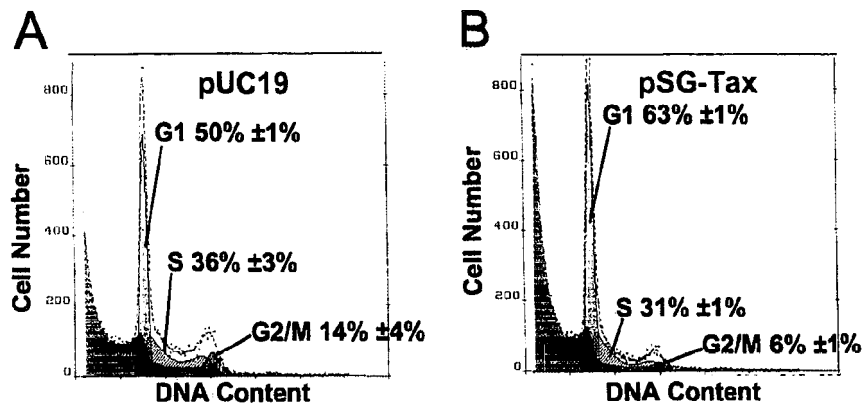 A
pUC19
G1 50% ±1%
S 36% ±3%
G2/M 14% ±4%
800
600
400
200
0
Cell Number
DNA Content
B
pSG-Tax
G1 63% ±1%
S 31% ±1%
G2/M 6% ±1%
800
600
400
200
0
Cell Number
DNA Content